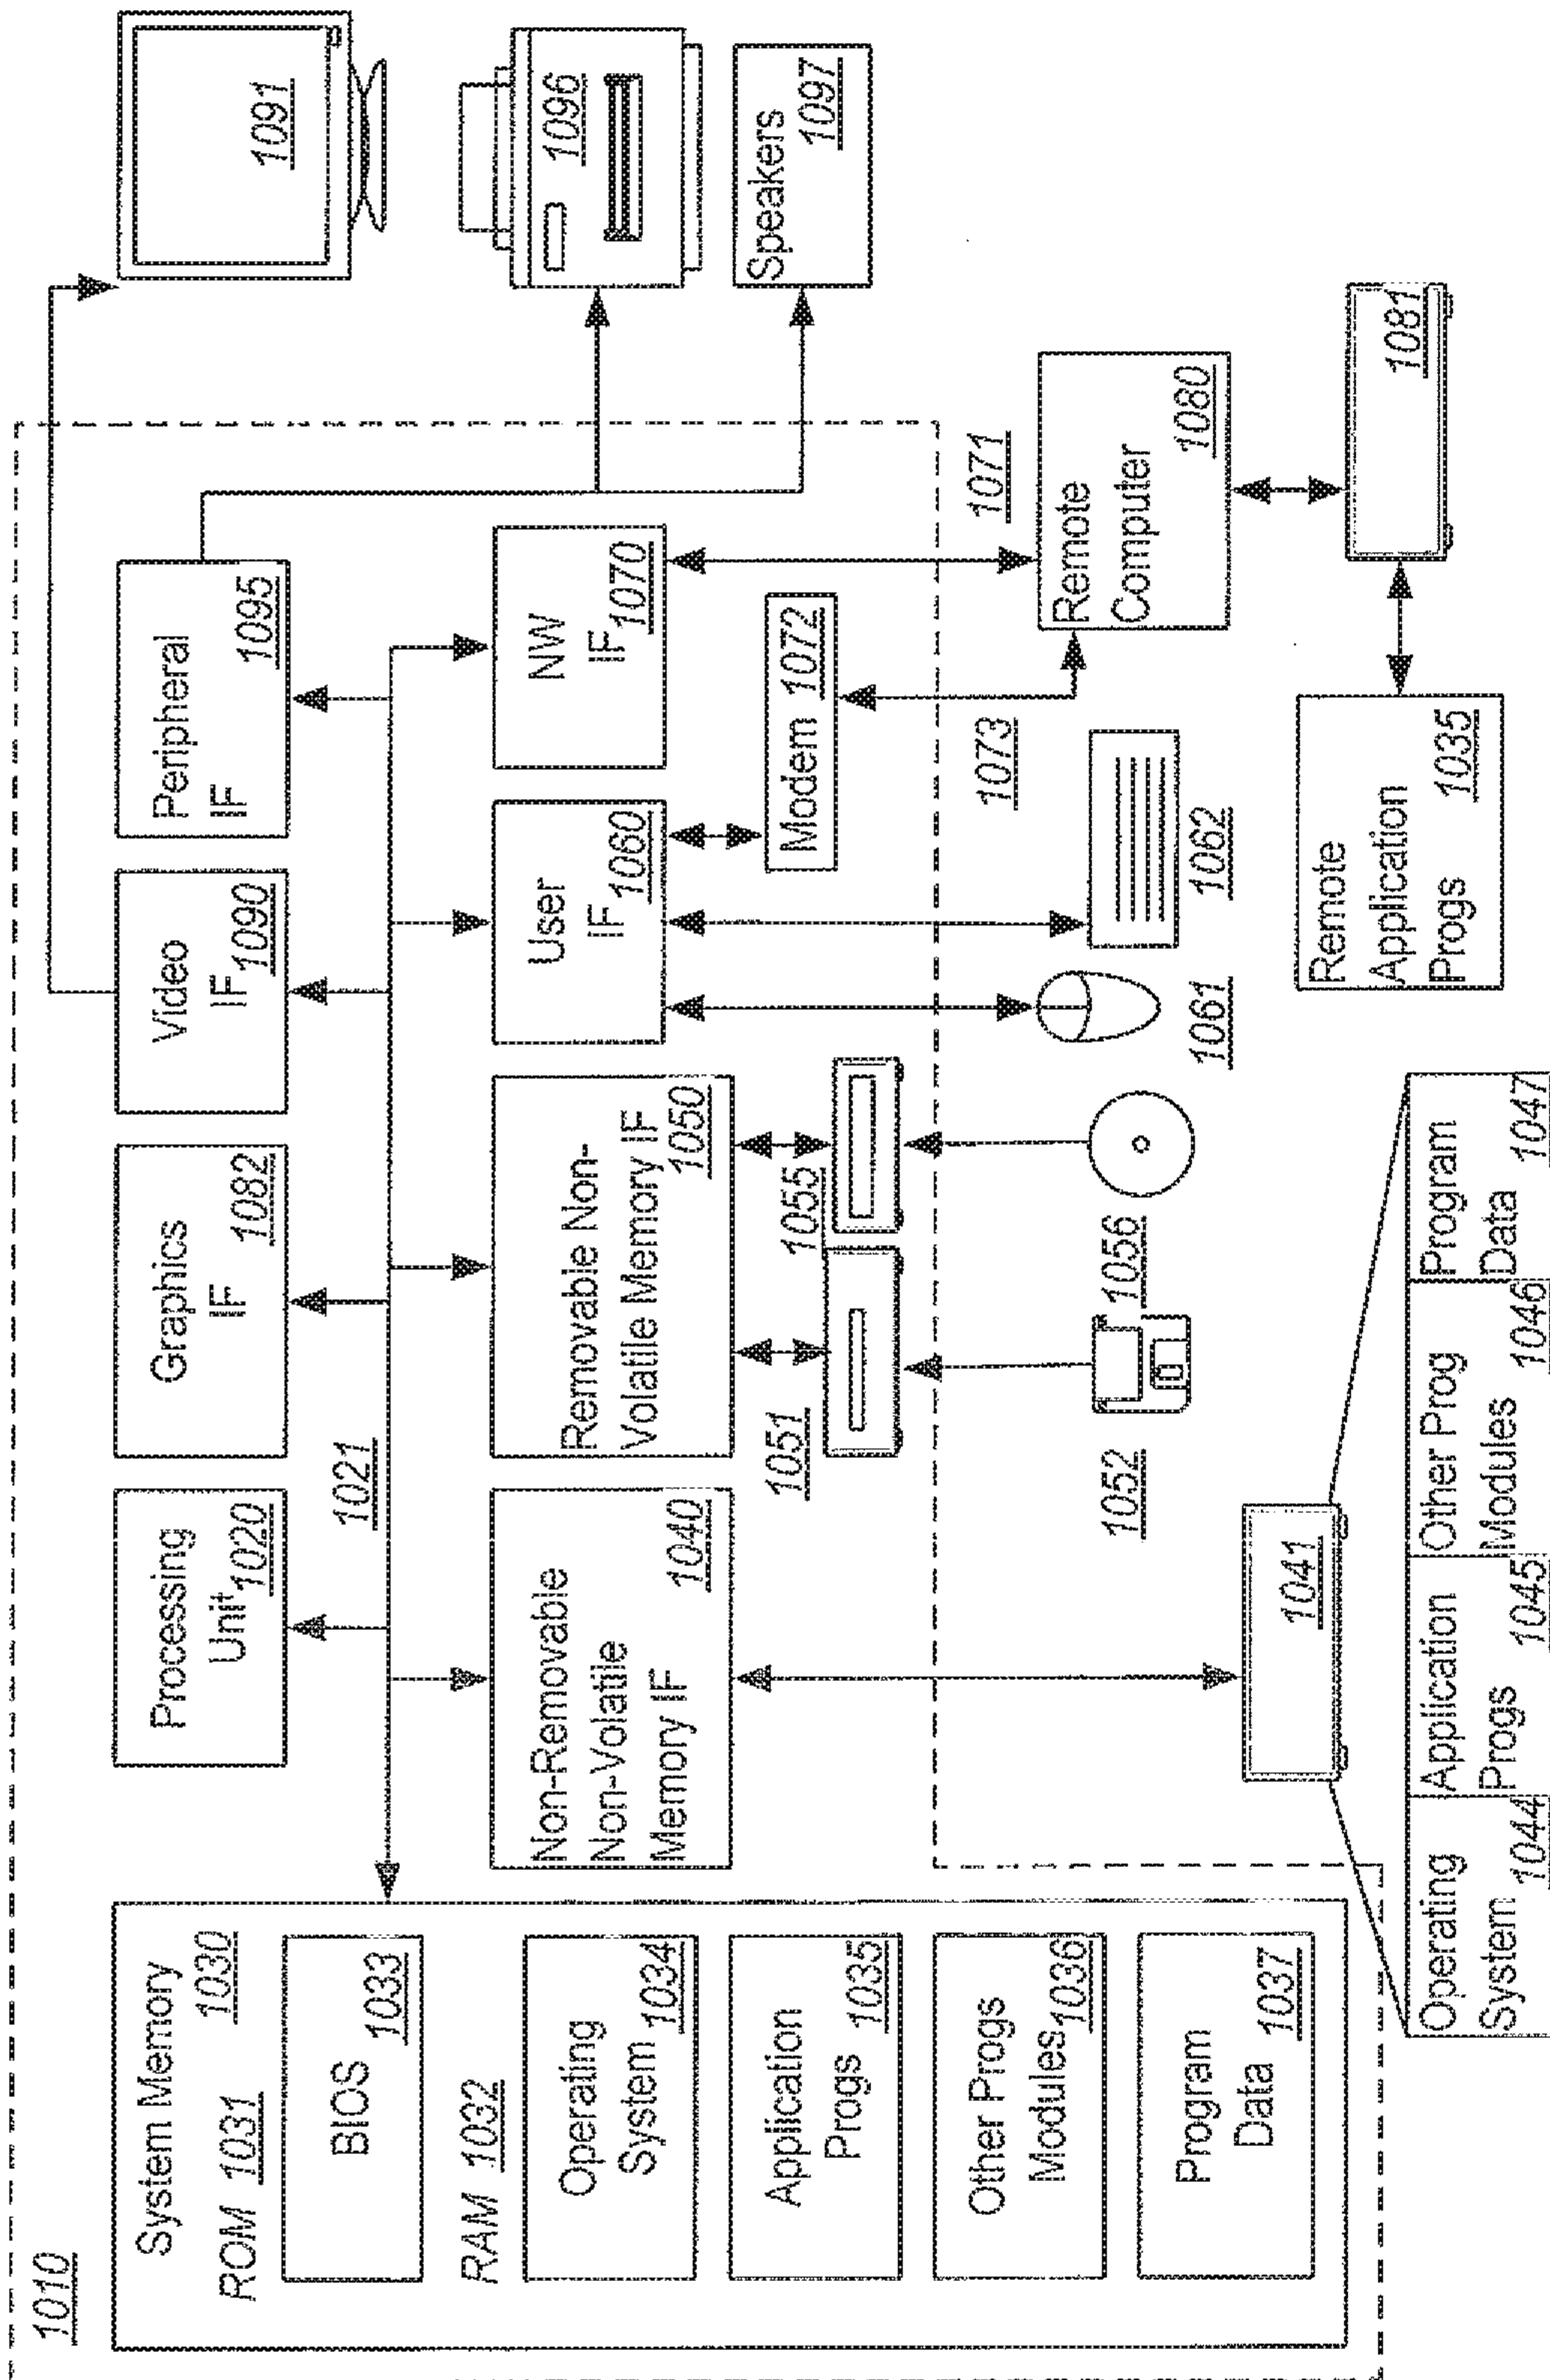 1010
System Memory
1030
ROM 1031
BIOS
1033
RAM 1032
Operating
System 1034
Application
Progs 1035
Other Progs
Modules 1036
Program
Data 1037
Processing
Unit 1020
Graphics
IF 1082
Video
IF 1090
Peripheral
IF 1095
1021
Non-Removable
Non-Volatile
Memory IF 1040
Removable Non-
Volatile Memory IF
1050
User
IF 1060
NW
IF 1070
1051
1055
Modem 1072
1052
1056
1061
1062
1073
1071
1091
1096
Speakers
1097
Remote
Computer
1080
1081
Remote
Application
Progs 1035
1041
Operating
System 1044
Application
Progs 1045
Other Prog
Modules 1046
Program
Data 1047